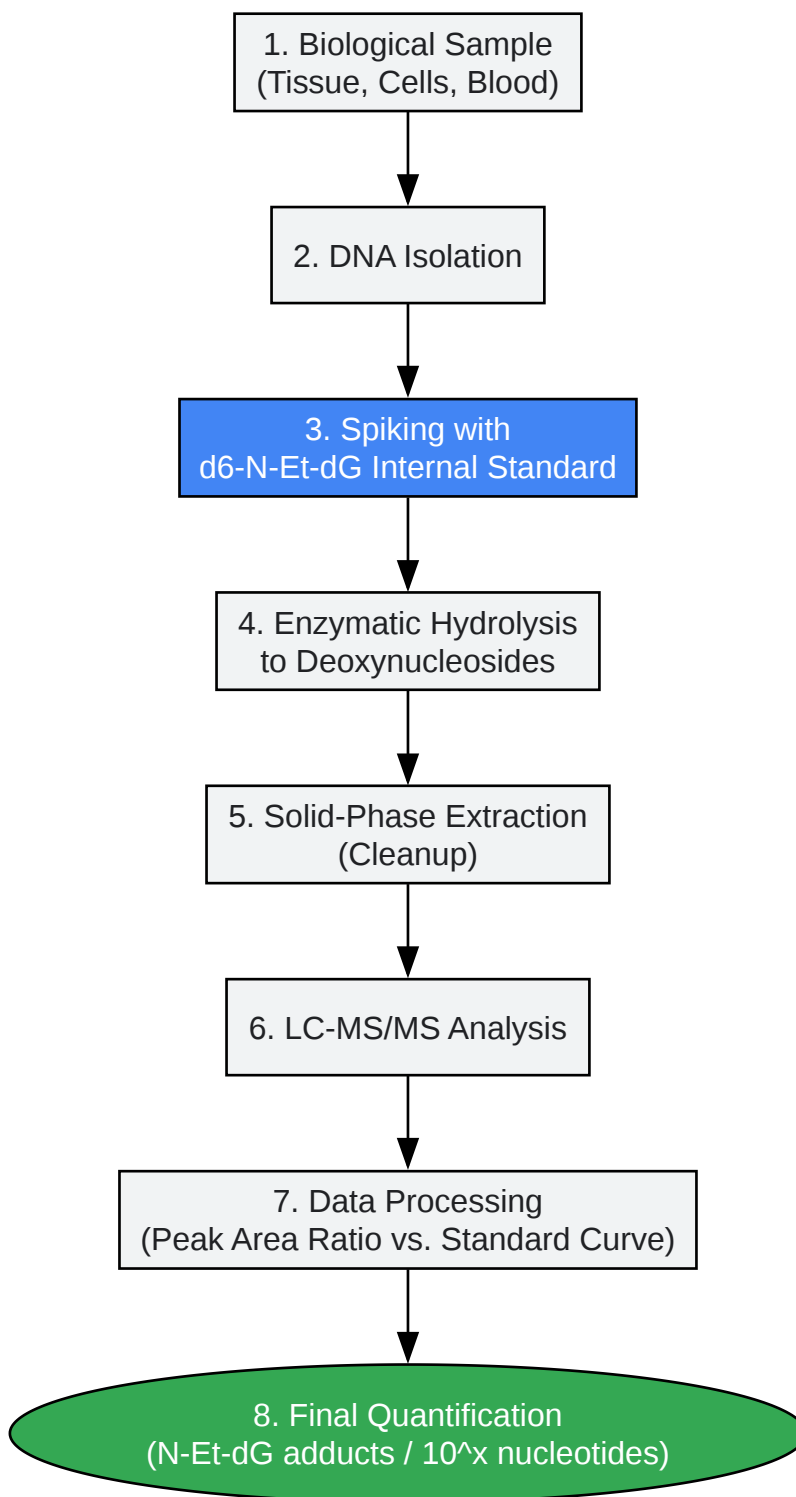 1. Biological Sample
(Tissue, Cells, Blood)
2. DNA Isolation
3. Spiking with
d6-N-Et-dG Internal Standard
4. Enzymatic Hydrolysis
to Deoxynucleosides
5. Solid-Phase Extraction
(Cleanup)
6. LC-MS/MS Analysis
7. Data Processing
(Peak Area Ratio vs. Standard Curve)
8. Final Quantification
(N-Et-dG adducts / 10^x nucleotides)